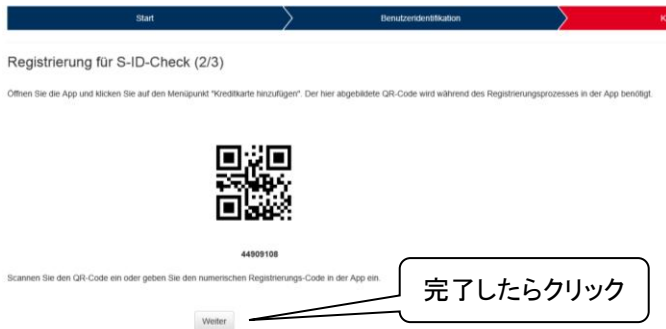 Start
Benutzeridentifikation
K
Registrierung für S-ID-Check (2/3)
Öffnen Sie die App und klicken Sie auf den Menüpunkt "Kreditkarte hinzufügen". Der hier abgebildete QR-Code wird während des Registrierungsprozesses in der App benötigt.
44909108
Scannen Sie den QR-Code ein oder geben Sie den numerischen Registrierungs-Code in der App ein.
完了したらクリック
Weiter